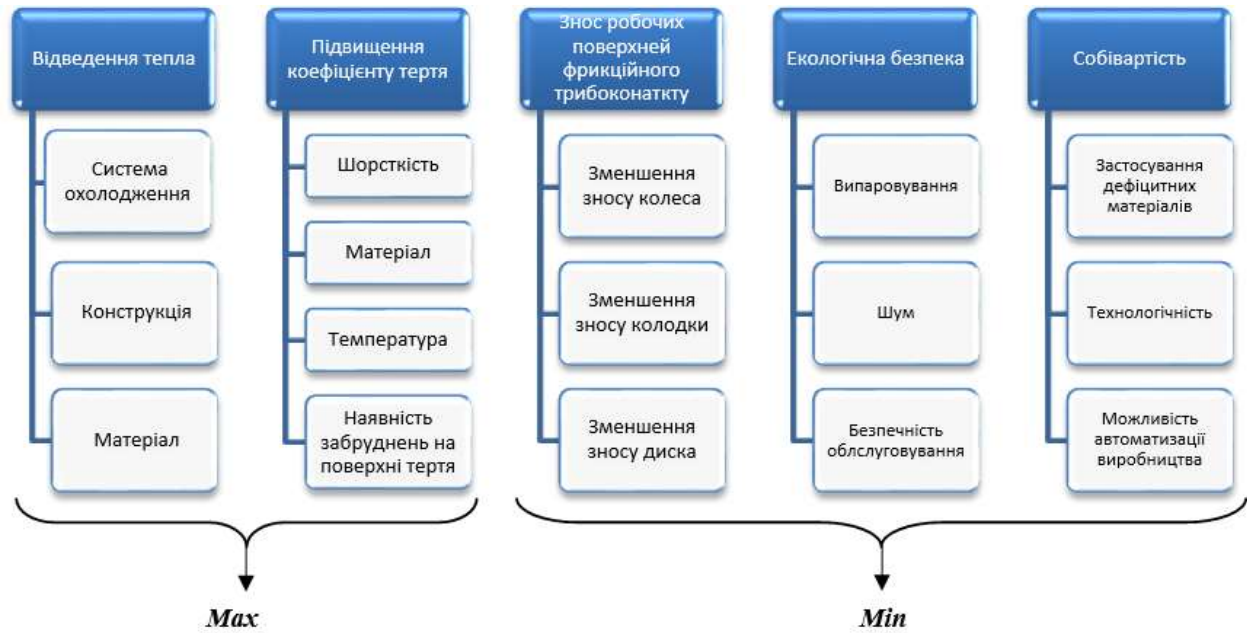 Відведення тепла
Система
охолодження
Конструкція
Матеріал
Підвищення
коефіцієнту тертя
Шорсткість
Матеріал
Температура
Наявність
забруднень на
поверхні тертя
Знос робочих
поверхней
фрикційного
трибоконаткту
Зменшення
зносу колеса
Зменшення
зносу колодки
Зменшення
зносу диска
Екологічна безпека
Випаровування
Шум
Безпечність
облслуговування
Собівартість
Застосування
дефіцитних
матеріалів
Технологічність
Можливість
автоматизації
виробництва
Max
Min